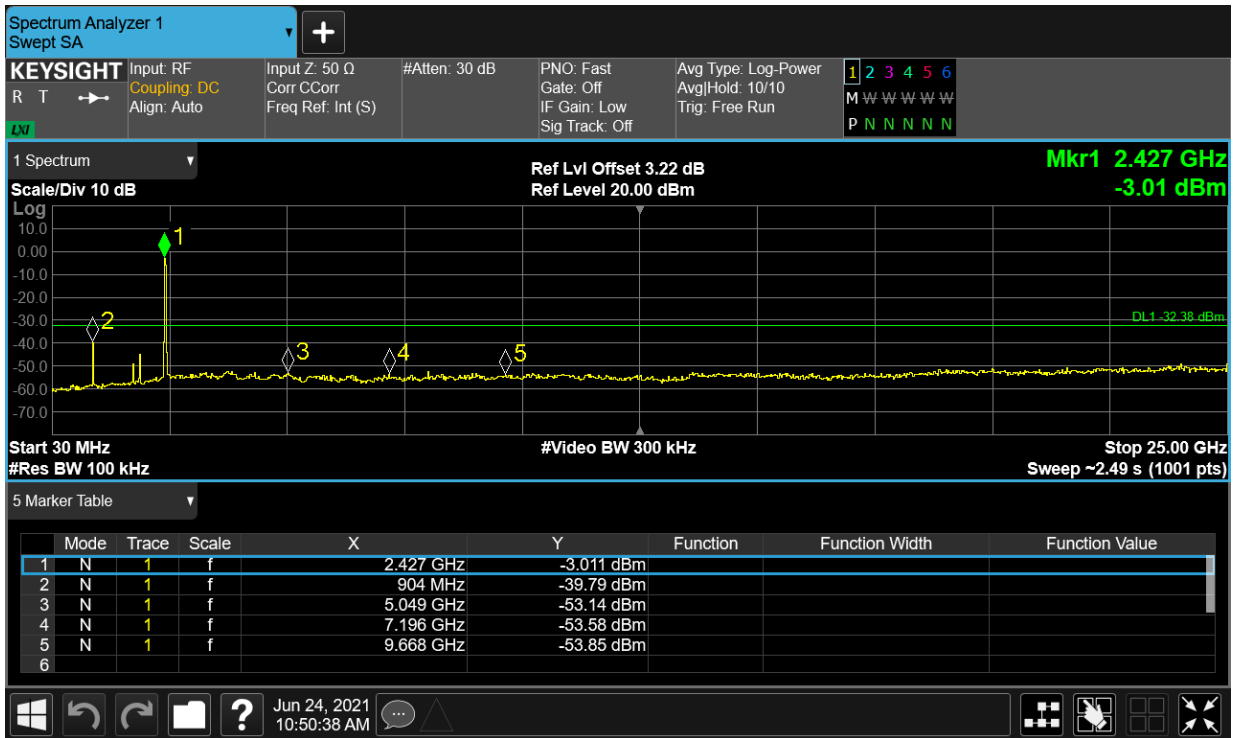 Spectrum Analyzer 1
Swept SA
KEYSIGHT
R T
LXI
Input: RF
Coupling: DC
Align: Auto
Input Z: 50 Ω
Corr CCorr
Freq Ref: Int (S)
#Atten: 30 dB
PNO: Fast
Gate: Off
IF Gain: Low
Sig Track: Off
Avg Type: Log-Power
Avg|Hold: 10/10
Trig: Free Run
1 2 3 4 5 6
M W W W W W
P N N N N N
1 Spectrum
Scale/Div 10 dB
Ref Lvl Offset 3.22 dB
Ref Level 20.00 dBm
Mkr1 2.427 GHz
-3.01 dBm
Log
10.0
0.00
-10.0
-20.0
-30.0
-40.0
-50.0
-60.0
-70.0
1
2
3
4
5
DL1 -32.38 dBm
Start 30 MHz
#Res BW 100 kHz
#Video BW 300 kHz
Stop 25.00 GHz
Sweep ~2.49 s (1001 pts)
5 Marker Table
Mode Trace Scale X Y Function Function Width Function Value
1 N 1 f 2.427 GHz -3.011 dBm
2 N 1 f 904 MHz -39.79 dBm
3 N 1 f 5.049 GHz -53.14 dBm
4 N 1 f 7.196 GHz -53.58 dBm
5 N 1 f 9.668 GHz -53.85 dBm
6
?
Jun 24, 2021
10:50:38 AM